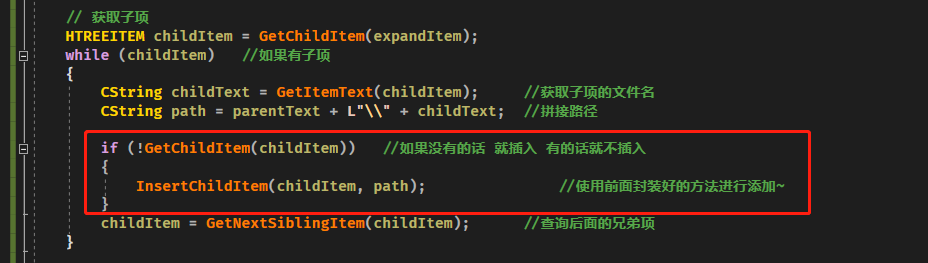 // 获取子项
HTREEITEM childItem = GetChildItem(expandItem);
while (childItem)   //如果有子项
{
    CString childText = GetItemText(childItem);      //获取子项的文件名
    CString path = parentText + L"\\" + childText;  //拼接路径
    if (!GetChildItem(childItem))   //如果没有的话 就插入 有的话就不插入
    {
        InsertChildItem(childItem, path);               //使用前面封装好的方法进行添加~
    }
    childItem = GetNextSiblingItem(childItem);      //查询后面的兄弟项
}